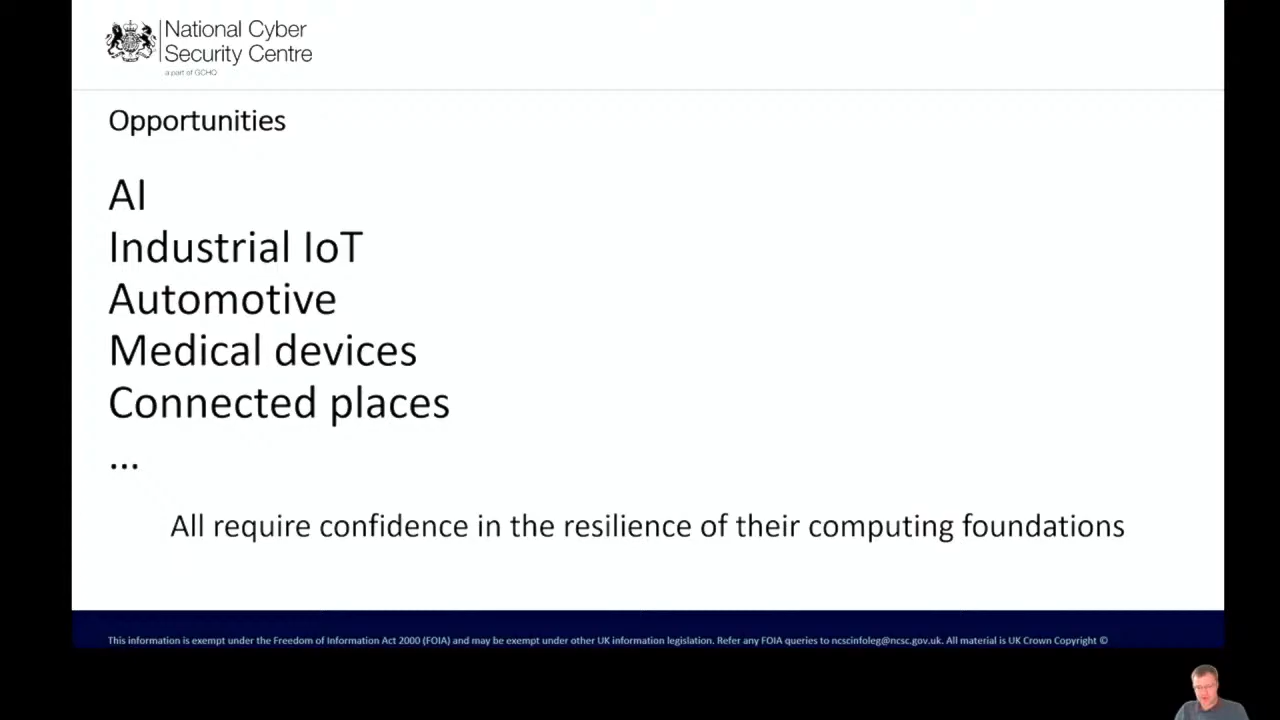 National Cyber
Security Centre
a part of GCHQ
Opportunities
AI
Industrial IoT
Automotive
Medical devices
Connected places
...
All require confidence in the resilience of their computing foundations
This information is exempt under the Freedom of Information Act 2000 (FOIA) and may be exempt under other UK information legislation. Refer any FOIA queries to ncscinfoleg@ncsc.gov.uk. All material is UK Crown Copyright ©